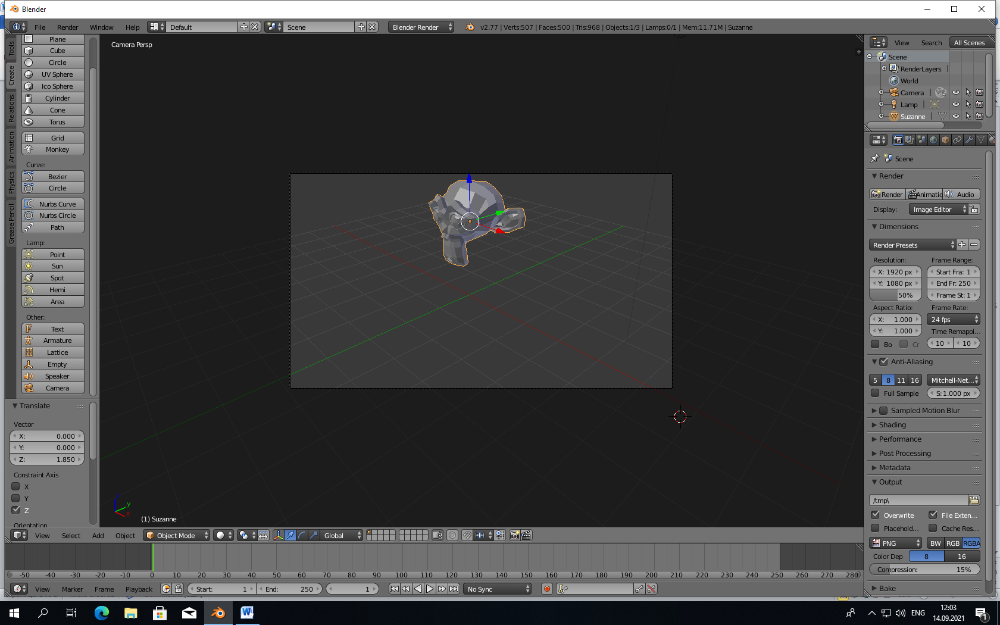 Blender
File Render Window Help Default Scene Blender Render v2.77 | Verts:507 | Faces:500 | Tris:968 | Objects:1/3 | Lamps:0/1 | Mem:11.71M | Suzanne
Tools
Create
Relations
Animation
Physics
Grease Pencil
Plane
Cube
Circle
UV Sphere
Ico Sphere
Cylinder
Cone
Torus
Grid
Monkey
Curve:
Bezier
Circle
Nurbs Curve
Nurbs Circle
Path
Lamp:
Point
Sun
Spot
Hemi
Area
Other:
Text
Armature
Lattice
Empty
Speaker
Camera
Translate
Vector
X: 0.000
Y: 0.000
Z: 1.850
Constraint Axis
X
Y
Z
Orientation
Camera Persp
y
x
(1) Suzanne
View Select Add Object Object Mode Global
-50 -40 -30 -20 -10 0 10 20 30 40 50 60 70 80 90 100 110 120 130 140 150 160 170 180 190 200 210 220 230 240 250 260 270 280
View Marker Frame Playback Start: 1 End: 250 1 No Sync
View Search All Scenes
Scene
RenderLayers
World
Camera
Lamp
Suzanne
Scene
Render
Render Animatic Audio
Display: Image Editor
Dimensions
Render Presets
Resolution: Frame Range:
X: 1920 px Start Fra: 1
Y: 1080 px End Fr: 250
50% Frame St: 1
Aspect Ratio: Frame Rate:
X: 1.000 24 fps
Y: 1.000 Time Remappi...
Bo Cr 10 10
Anti-Aliasing
5 8 11 16 Mitchell-Net...
Full Sample S: 1.000 px
Sampled Motion Blur
Shading
Performance
Post Processing
Metadata
Output
/tmp\
Overwrite File Exten...
Placehold... Cache Res...
PNG BW RGB RGBA
Color Dep 8 16
Compression: 15%
Bake
ENG 12:03
14.09.2021
1